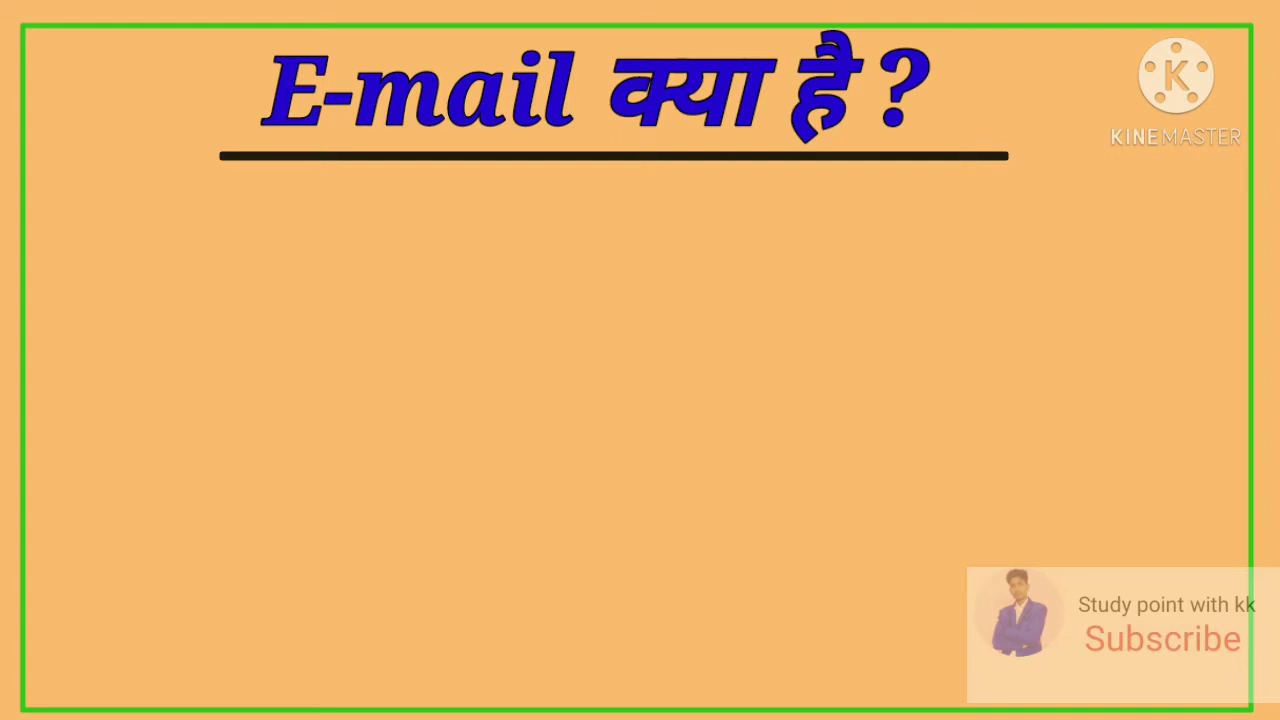 E-mail क्या है ?
K
KINEMASTER
Study point with kk
Subscribe